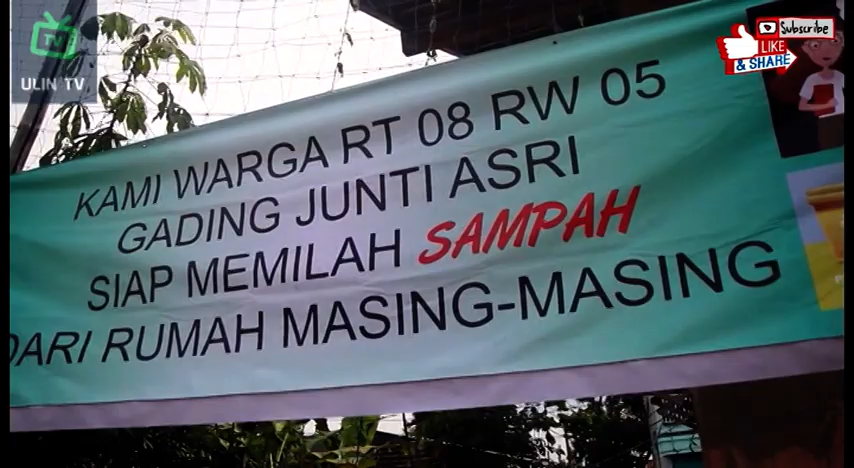 ULIN TV
Subscribe
LIKE
& SHARE
KAMI WARGA RT 08 RW 05
GADING JUNTI ASRI
SIAP MEMILAH SAMPAH
DARI RUMAH MASING-MASING